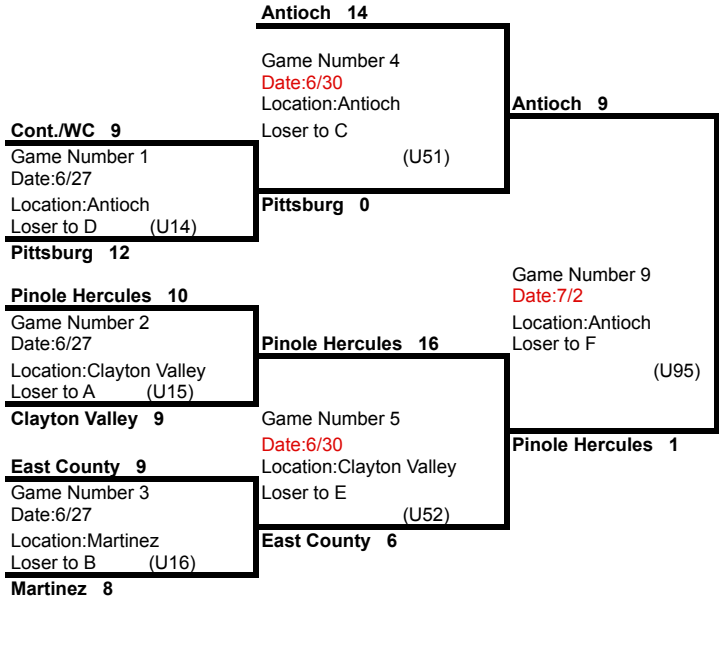 Antioch 14
Game Number 4
Date:6/30
Location:Antioch
Loser to C
(U51)
Pittsburg 0
Cont./WC 9
Game Number 1
Date:6/27
Location:Antioch
Loser to D (U14)
Pittsburg 12
Pinole Hercules 10
Game Number 2
Date:6/27
Location:Clayton Valley
Loser to A (U15)
Clayton Valley 9
East County 9
Game Number 3
Date:6/27
Location:Martinez
Loser to B (U16)
Martinez 8
Pinole Hercules 16
Game Number 5
Date:6/30
Location:Clayton Valley
Loser to E
(U52)
East County 6
Antioch 9
Game Number 9
Date:7/2
Location:Antioch
Loser to F
(U95)
Pinole Hercules 1